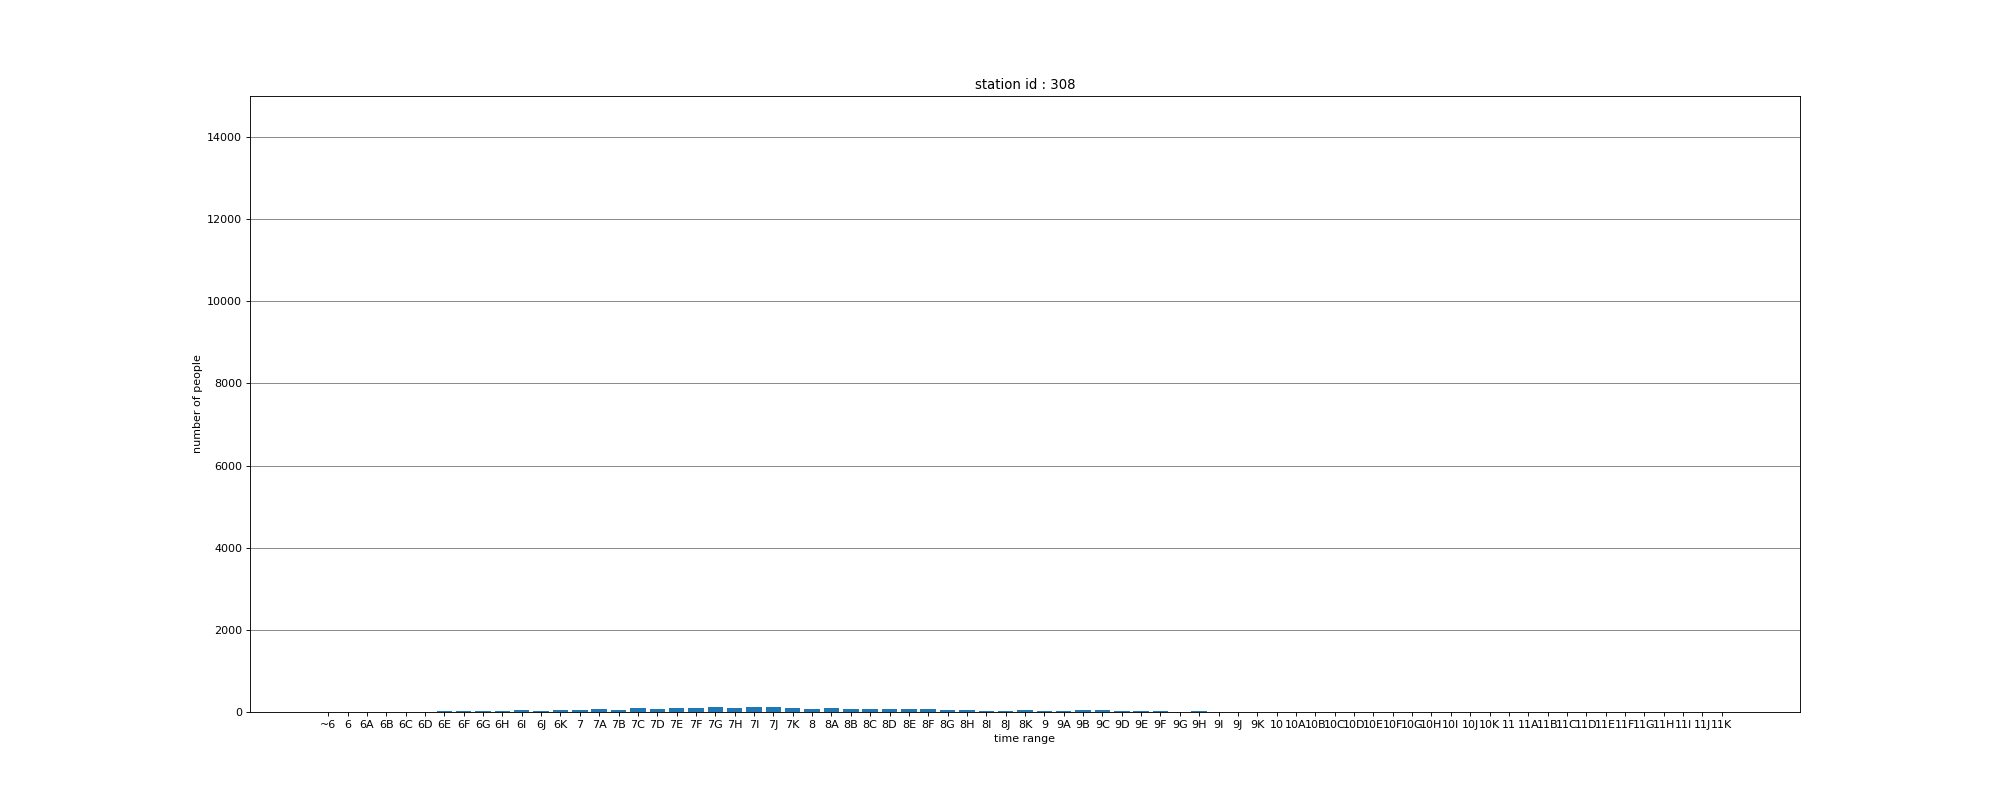 station id : 308
14000
12000
10000
8000
6000
4000
2000
0
number of people
~6 6 6A 6B 6C 6D 6E 6F 6G 6H 6I 6J 6K 7 7A 7B 7C 7D 7E 7F 7G 7H 7I 7J 7K 8 8A 8B 8C 8D 8E 8F 8G 8H 8I 8J 8K 9 9A 9B 9C 9D 9E 9F 9G 9H 9I 9J 9K 10 10A 10B 10C 10D 10E 10F 10G 10H 10I 10J 10K 11 11A 11B 11C 11D 11E 11F 11G 11H 11I 11J 11K
time range